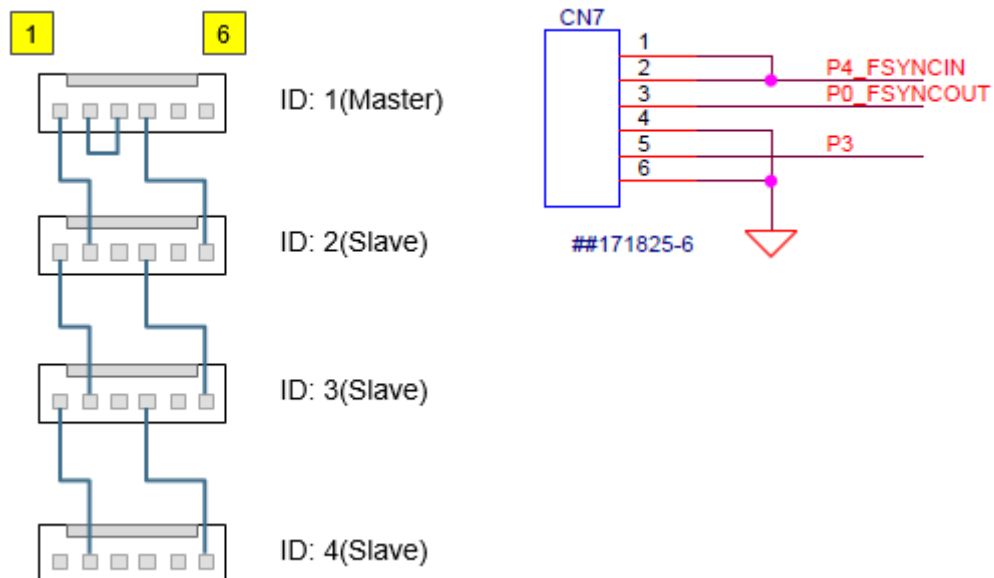 1
6
ID: 1(Master)
ID: 2(Slave)
ID: 3(Slave)
ID: 4(Slave)
CN7
1
2
3
4
5
6
P4_FSYNCIN
P0_FSYNCOUT
P3
##171825-6